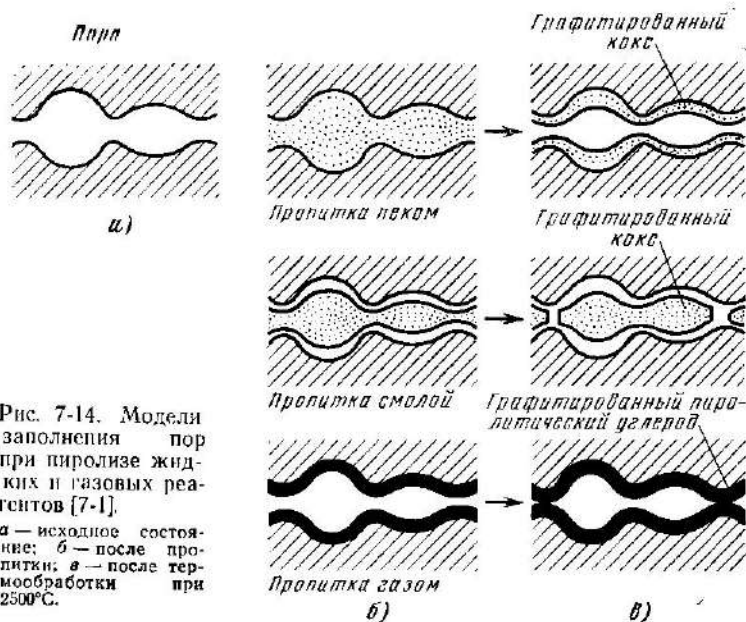 Пора
Графитированный
кокс
а)
Пропитка пеком
Графитированный
кокс
Пропитка смолой
Графитированный пиро-
литический углерод
Пропитка газом
б)
в)
Рис. 7-14. Модели
заполнения пор
при пиролизе жид-
ких и газовых реа-
гентов [7-1].
а — исходное состоя-
ние; б — после про-
питки; в — после тер-
мообработки при
2500°С.